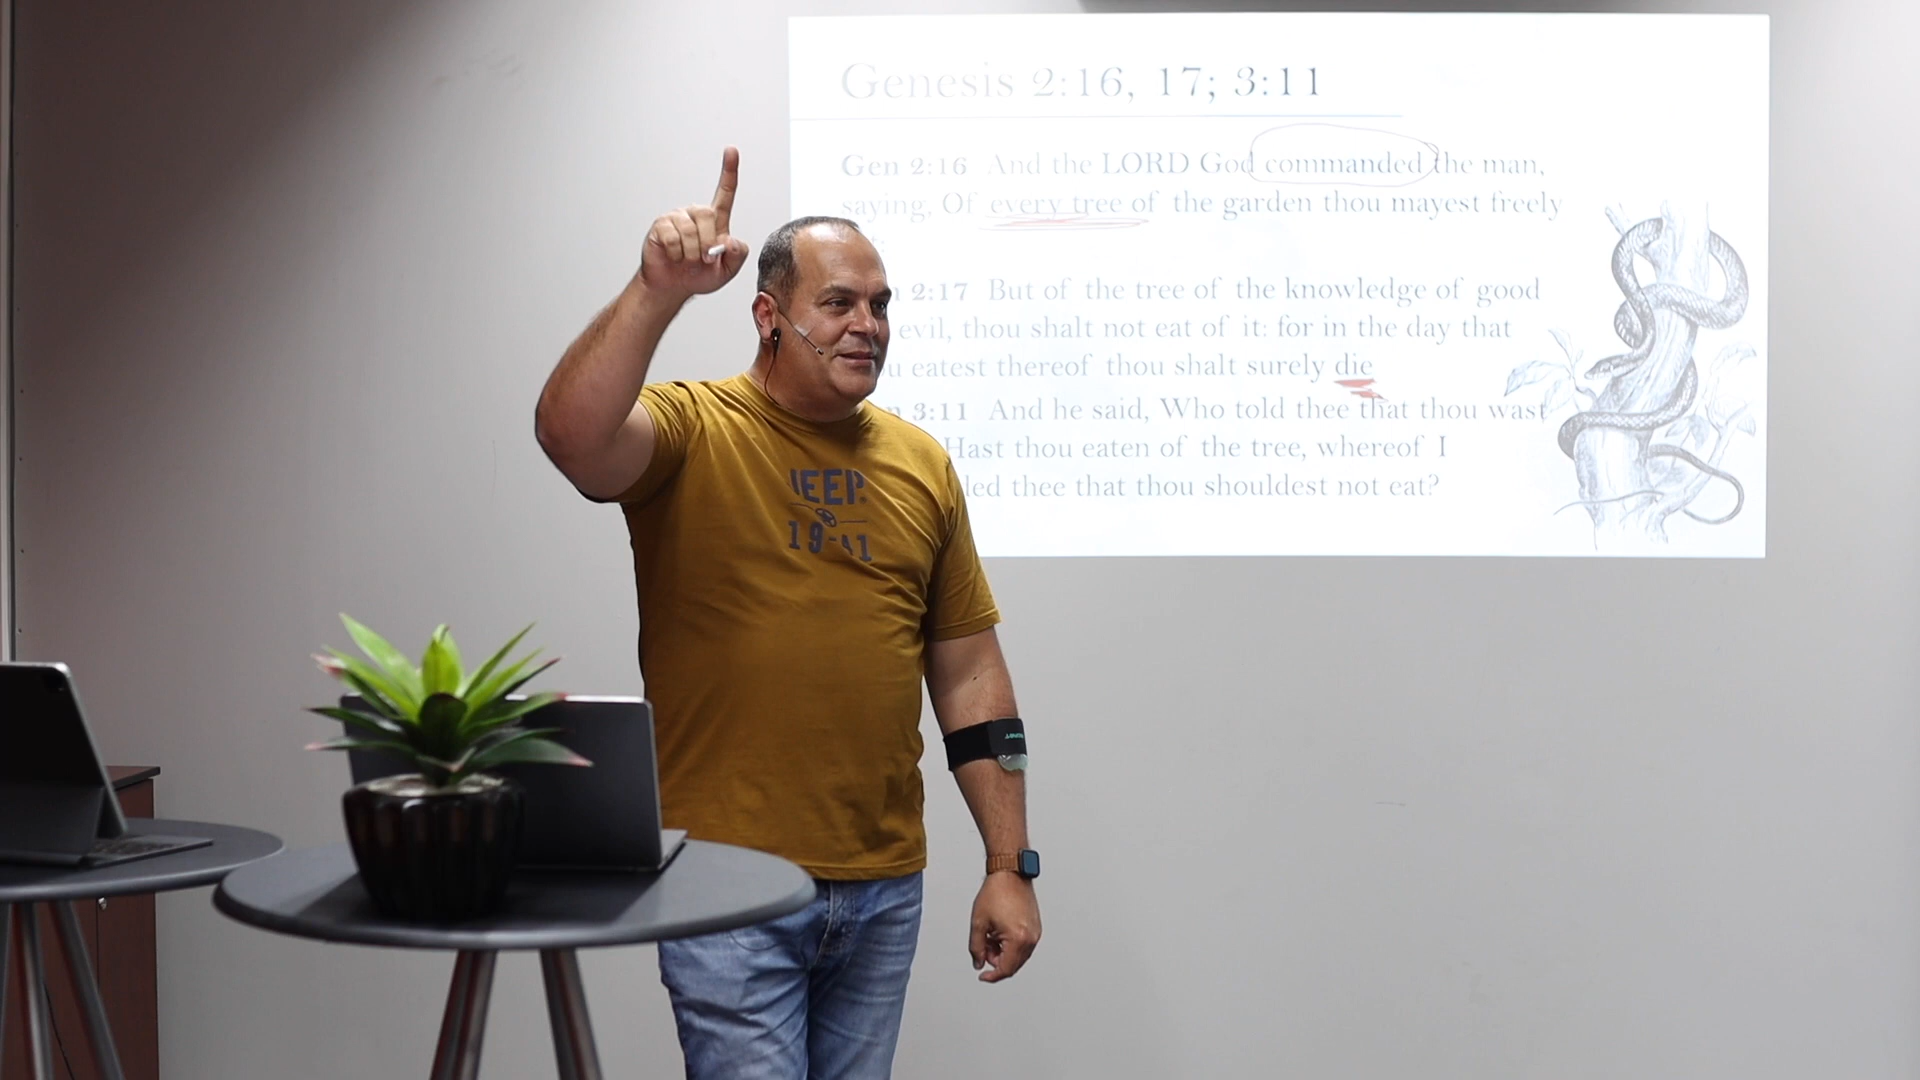 Genesis 2:16, 17; 3:11
Gen 2:16 And the LORD God commanded the man,
saying, Of every tree of the garden thou mayest freely
2:17 But of the tree of the knowledge of good
evil, thou shalt not eat of it: for in the day that
eatest thereof thou shalt surely die
3:11 And he said, Who told thee that thou wast
Hast thou eaten of the tree, whereof I
thee that thou shouldest not eat?
JEEP.
19-41